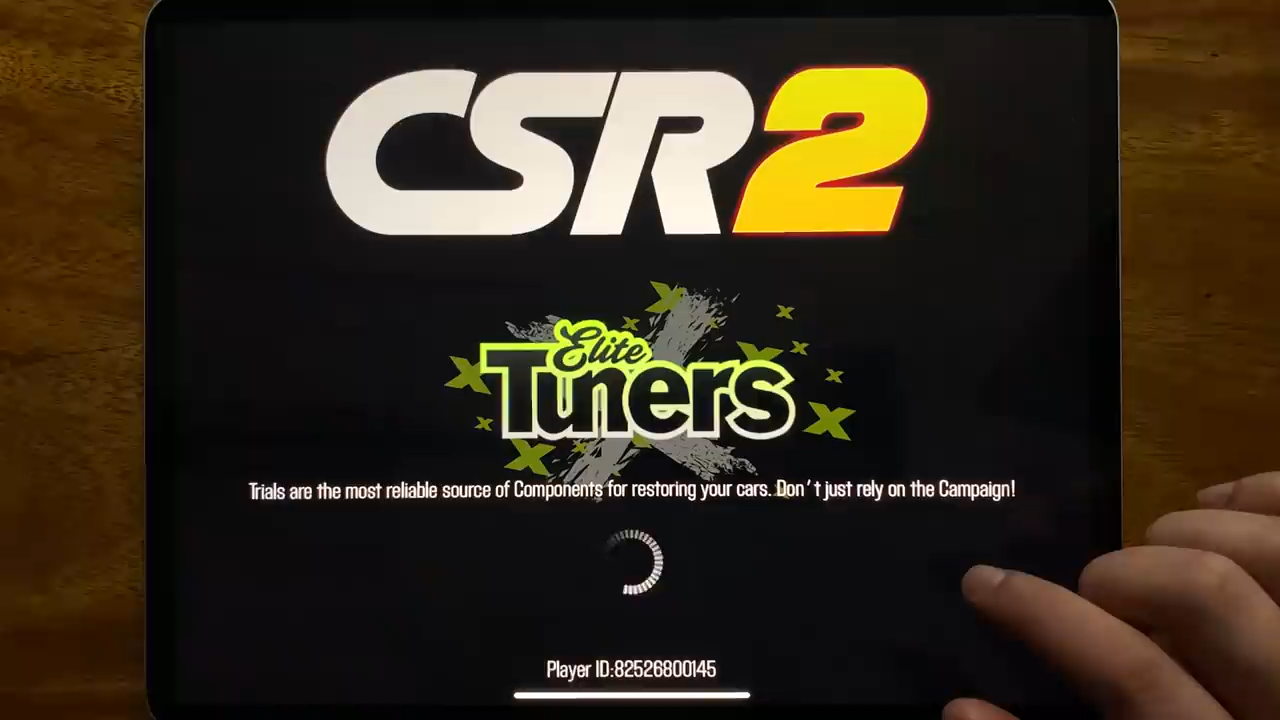 CSR2
Elite
Tuners
Trials are the most reliable source of Components for restoring your cars. Don't just rely on the Campaign!
Player ID:82526800145